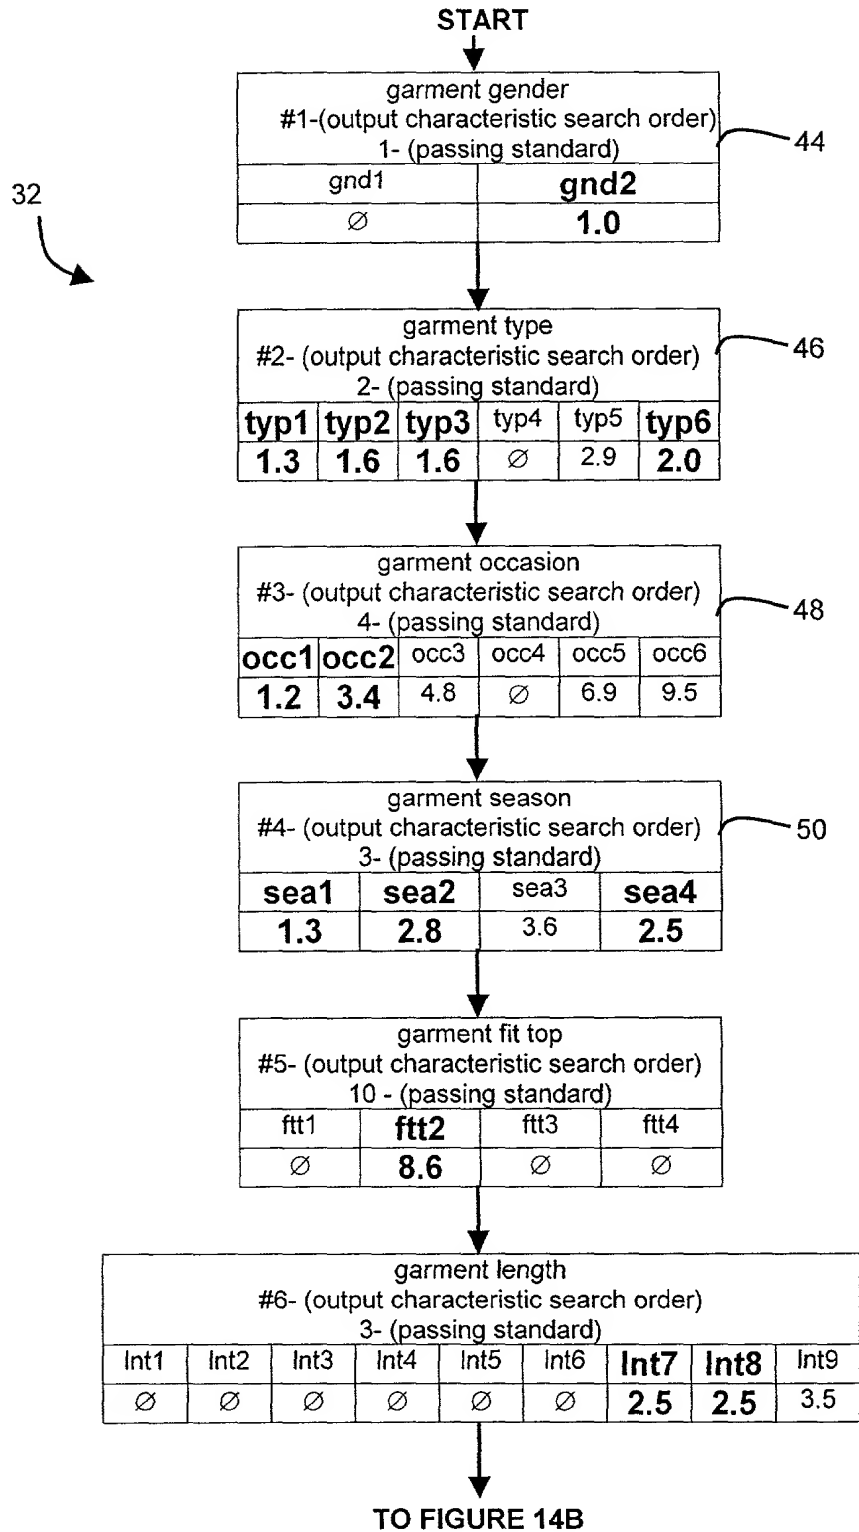 START
garment gender
#1-(output characteristic search order)
1- (passing standard)
44
gnd1 gnd2
∅ 1.0
32
garment type
#2- (output characteristic search order)
2- (passing standard)
46
typ1 typ2 typ3 typ4 typ5 typ6
1.3 1.6 1.6 ∅ 2.9 2.0
garment occasion
#3- (output characteristic search order)
4- (passing standard)
48
occ1 occ2 occ3 occ4 occ5 occ6
1.2 3.4 4.8 ∅ 6.9 9.5
garment season
#4- (output characteristic search order)
3- (passing standard)
50
sea1 sea2 sea3 sea4
1.3 2.8 3.6 2.5
garment fit top
#5- (output characteristic search order)
10 - (passing standard)
ftt1 ftt2 ftt3 ftt4
∅ 8.6 ∅ ∅
garment length
#6- (output characteristic search order)
3- (passing standard)
lnt1 lnt2 lnt3 lnt4 lnt5 lnt6 lnt7 lnt8 lnt9
∅ ∅ ∅ ∅ ∅ ∅ 2.5 2.5 3.5
TO FIGURE 14B